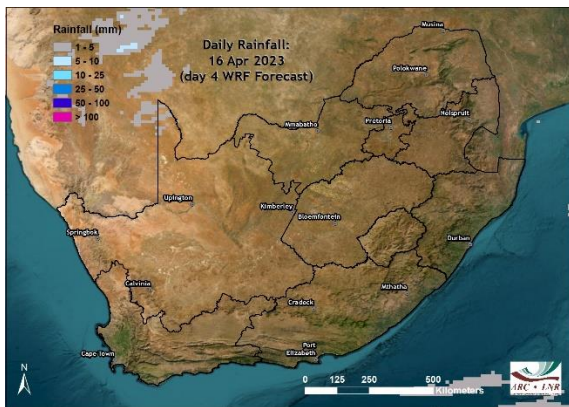 Rainfall (mm)
1 - 5
5 - 10
10 - 25
25 - 50
50 - 100
> 100
Daily Rainfall:
16 Apr 2023
(day 4 WRF Forecast)
Musina
Polokwane
Nelspruit
Pretoria
Mmabatho
Upington
Kimberley
Bloemfontein
Springbok
Durban
Calvinia
Mthatha
Cradock
Port
Elizabeth
Cape Town
N
0 125 250 500
Kilometers
ARC • LNR